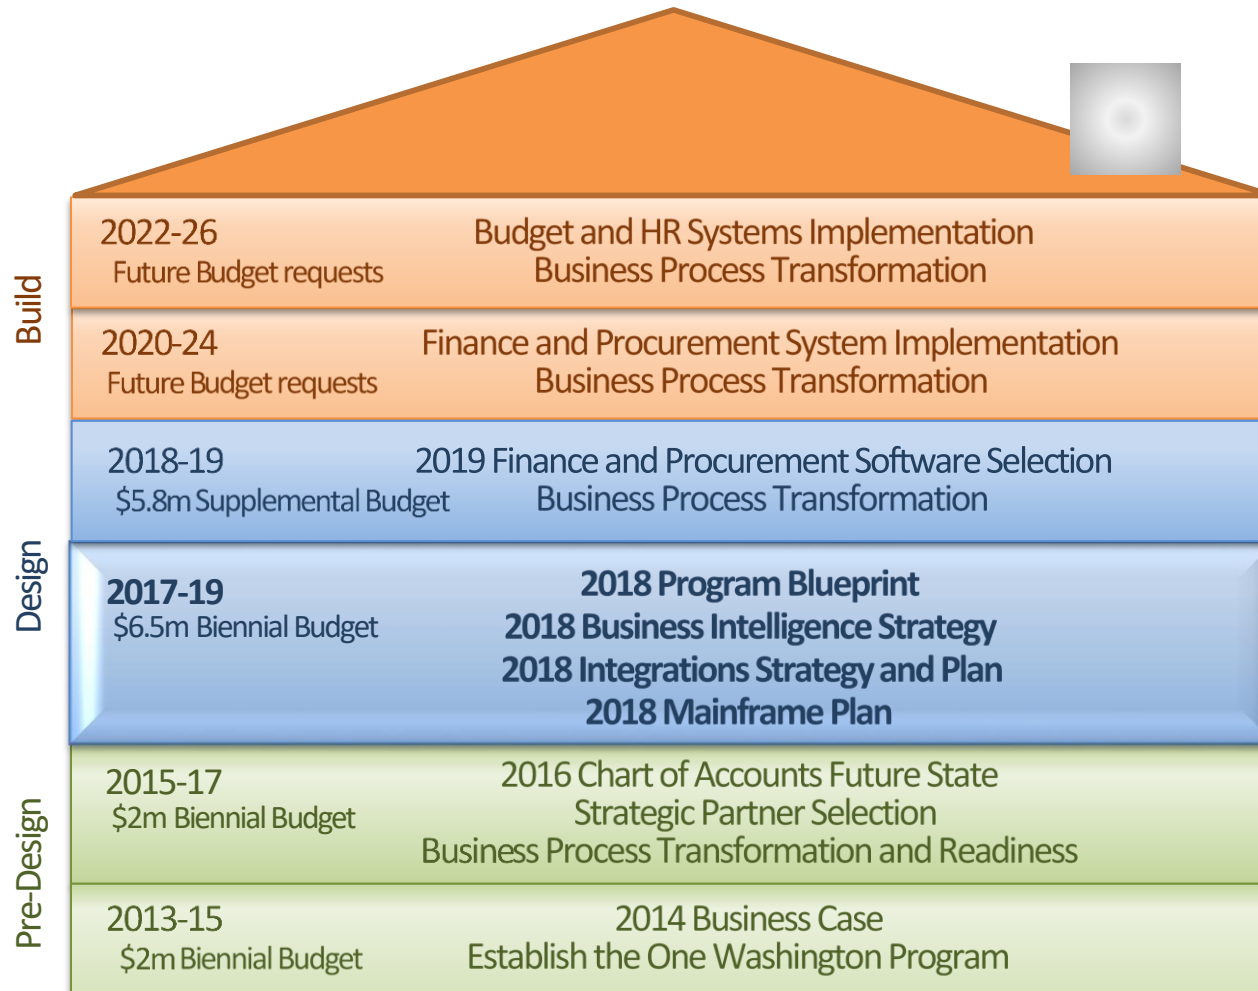 2022-26
Future Budget requests
Budget and HR Systems Implementation
Business Process Transformation
Build
2020-24
Future Budget requests
Finance and Procurement System Implementation
Business Process Transformation
2018-19
$5.8m Supplemental Budget
2019 Finance and Procurement Software Selection
Business Process Transformation
Design
2017-19
$6.5m Biennial Budget
2018 Program Blueprint
2018 Business Intelligence Strategy
2018 Integrations Strategy and Plan
2018 Mainframe Plan
Pre-Design
2015-17
$2m Biennial Budget
2016 Chart of Accounts Future State
Strategic Partner Selection
Business Process Transformation and Readiness
2013-15
$2m Biennial Budget
2014 Business Case
Establish the One Washington Program